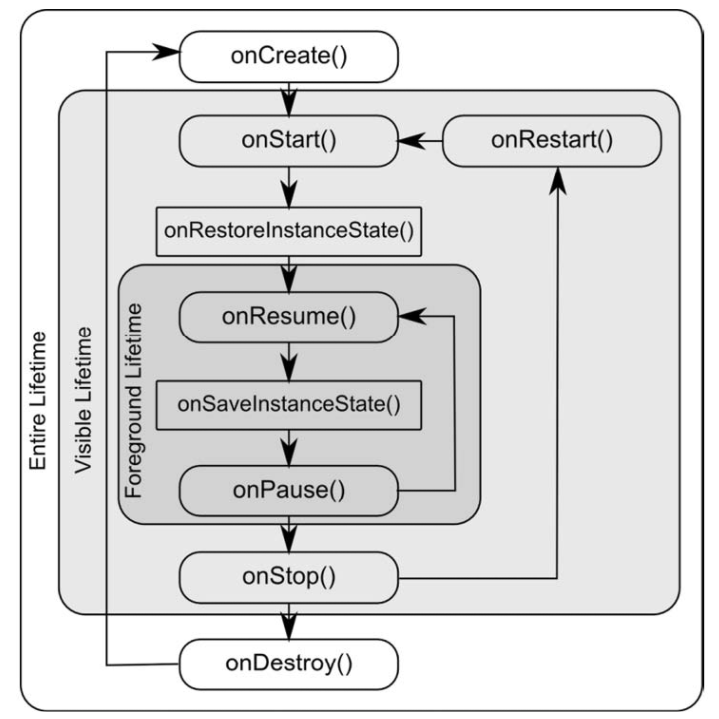 onCreate()
onStart()
onRestart()
onRestoreInstanceState()
onResume()
onSaveInstanceState()
onPause()
onStop()
onDestroy()
Entire Lifetime
Visible Lifetime
Foreground Lifetime